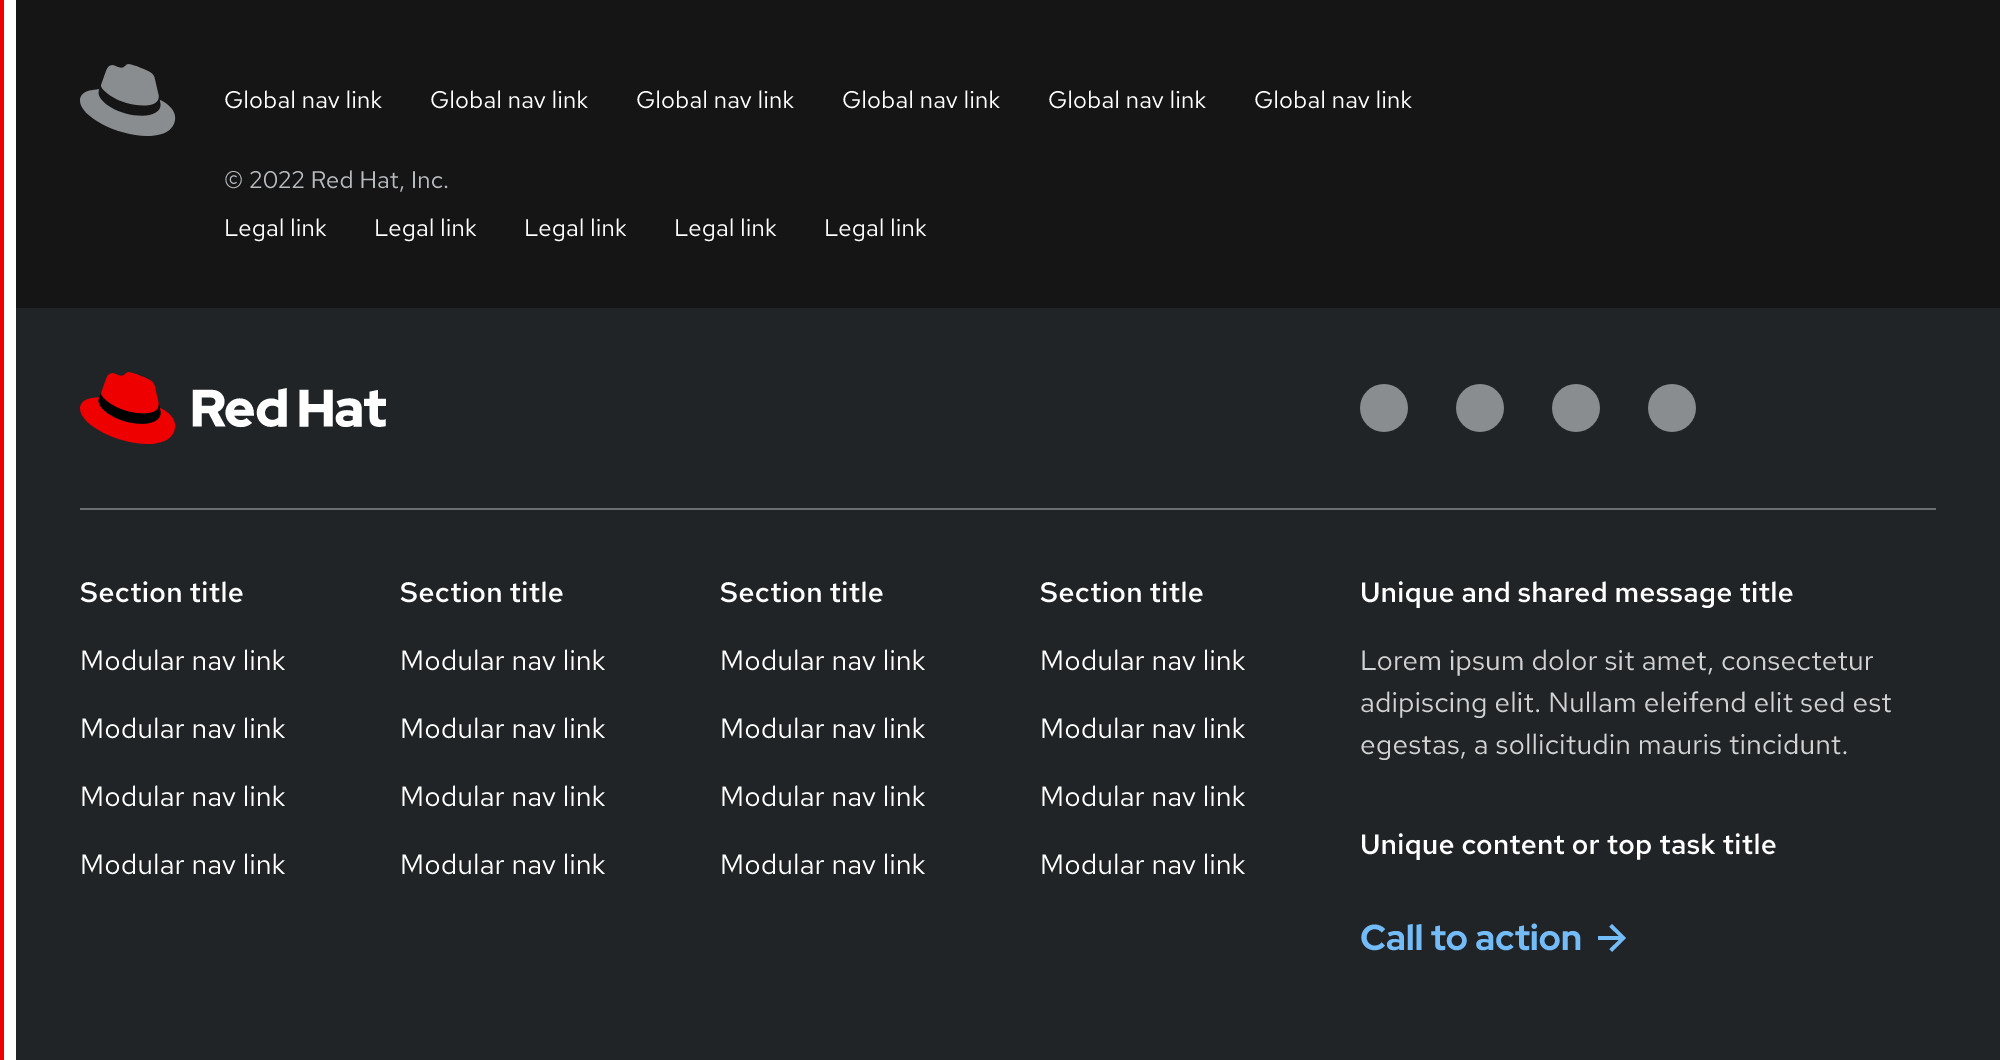 Global nav link Global nav link Global nav link Global nav link Global nav link Global nav link
© 2022 Red Hat, Inc.
Legal link Legal link Legal link Legal link Legal link
Red Hat
Section title
Modular nav link
Modular nav link
Modular nav link
Modular nav link
Section title
Modular nav link
Modular nav link
Modular nav link
Modular nav link
Section title
Modular nav link
Modular nav link
Modular nav link
Modular nav link
Section title
Modular nav link
Modular nav link
Modular nav link
Modular nav link
Unique and shared message title
Lorem ipsum dolor sit amet, consectetur
adipiscing elit. Nullam eleifend elit sed est
egestas, a sollicitudin mauris tincidunt.
Unique content or top task title
Call to action →